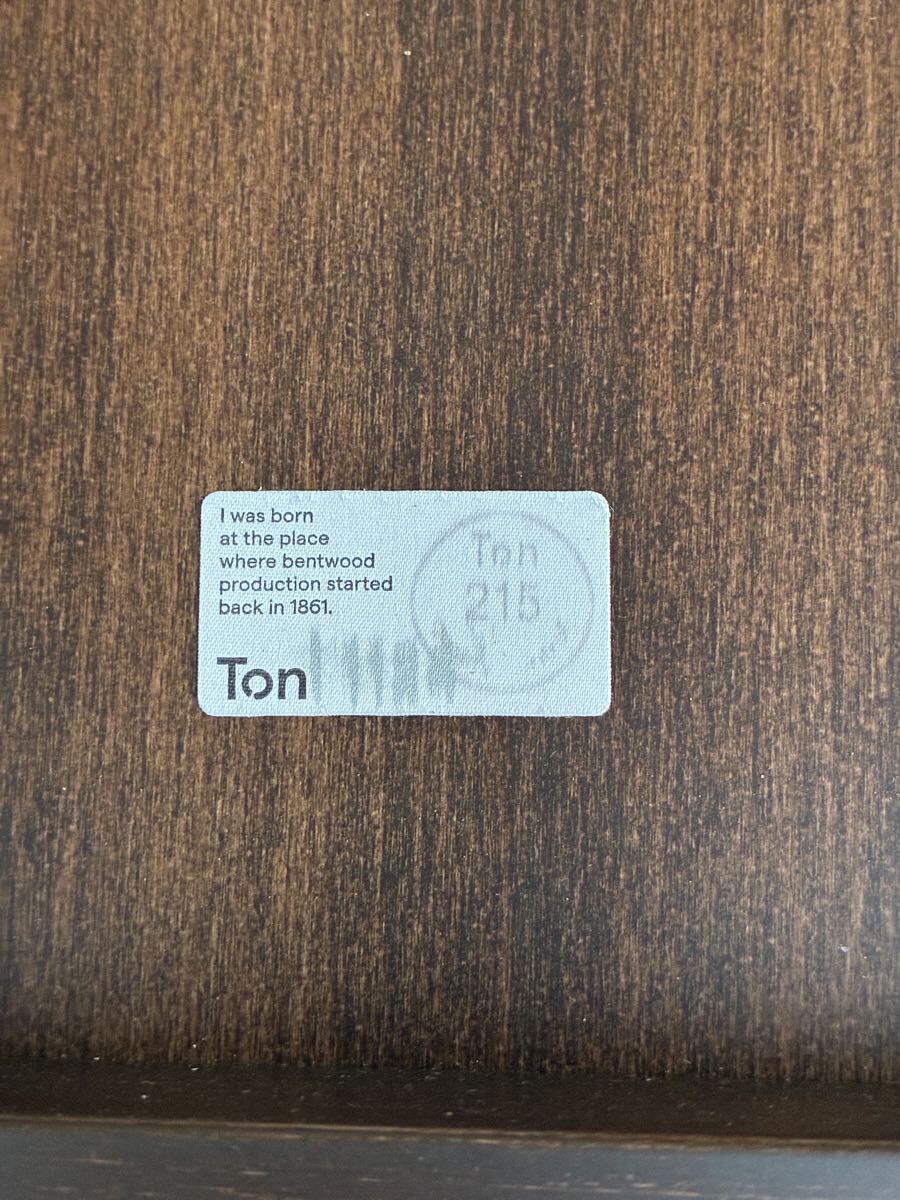 I was born
at the place
where bentwood
production started
back in 1861.
Ton
Ton
215